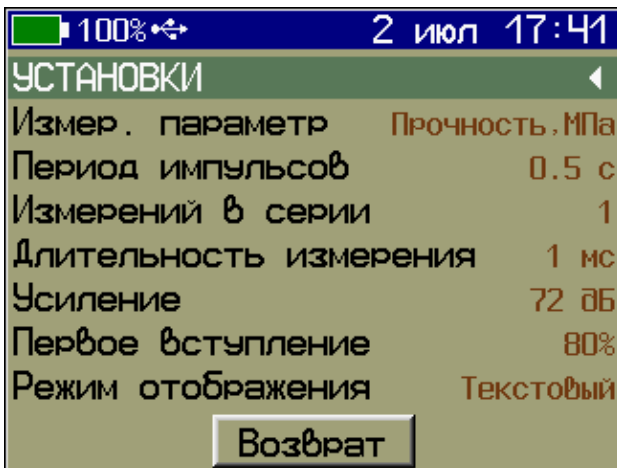 100% 2 июл 17:41
УСТАНОВКИ
Измер. параметр Прочность,МПа
Период импульсов 0.5 с
Измерений в серии 1
Длительность измерения 1 мс
Усиление 72 дБ
Первое вступление 80%
Режим отображения Текстовый
Возврат